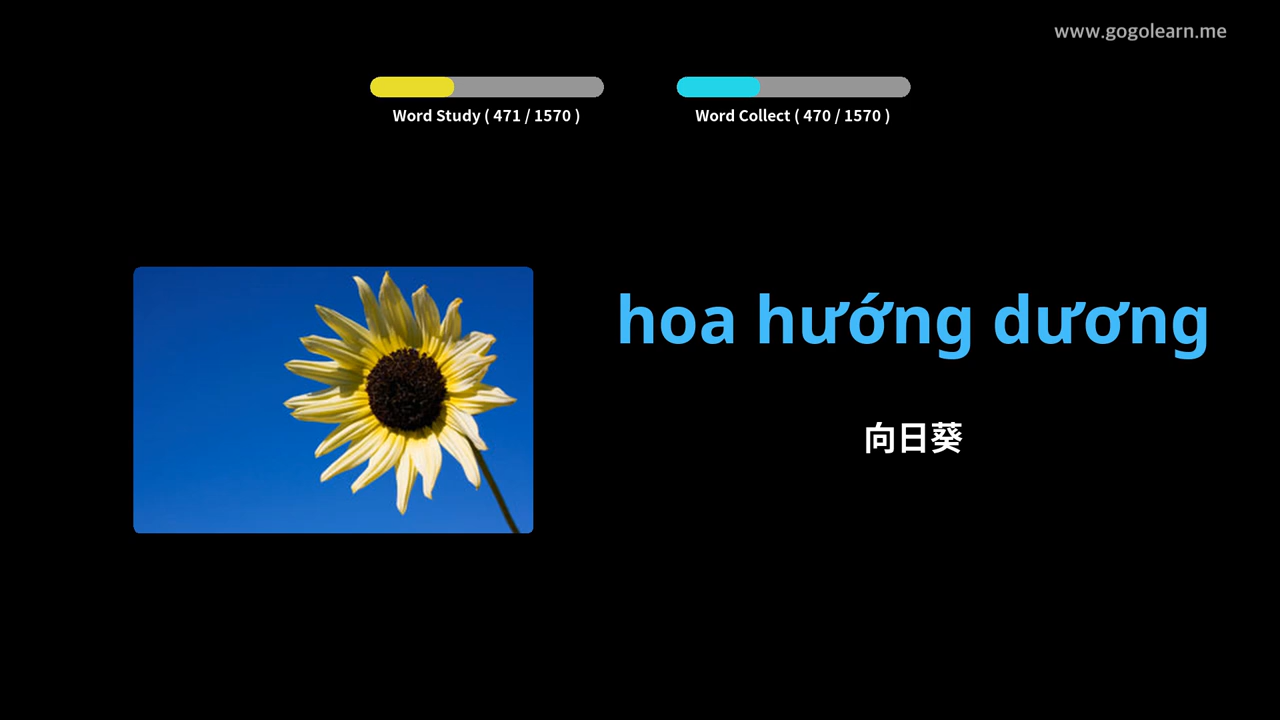 www.gogolearn.me
Word Study ( 471 / 1570 )
Word Collect ( 470 / 1570 )
hoa hướng dương
向日葵